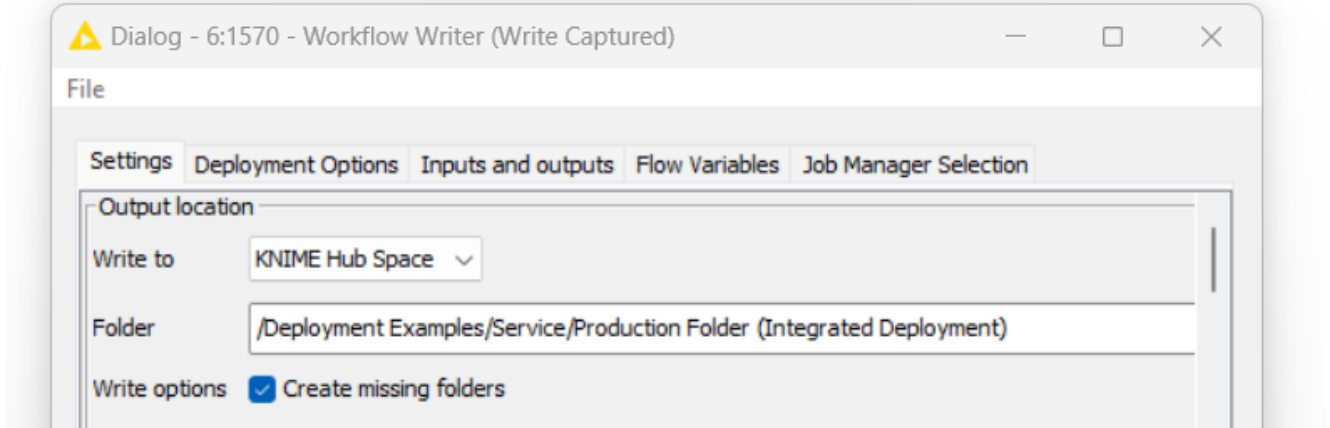 Dialog - 6:1570 - Workflow Writer (Write Captured)
File
Settings Deployment Options Inputs and outputs Flow Variables Job Manager Selection
Output location
Write to KNIME Hub Space
Folder /Deployment Examples/Service/Production Folder (Integrated Deployment)
Write options Create missing folders